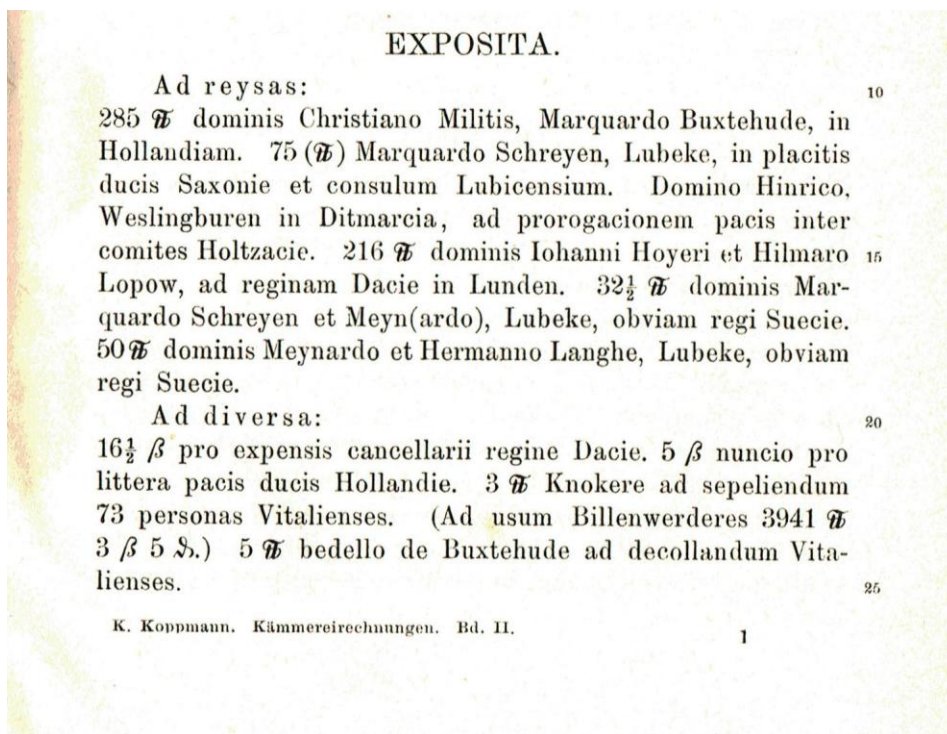 EXPOSITA.
Ad reysas: 10
285 ℔ dominis Christiano Militis, Marquardo Buxtehude, in
Hollandiam. 75 (℔) Marquardo Schreyen, Lubeke, in placitis
ducis Saxonie et consulum Lubicensium. Domino Hinrico,
Weslingburen in Ditmarcia, ad prorogacionem pacis inter
comites Holtzacie. 216 ℔ dominis Iohanni Hoyeri et Hilmaro 15
Lopow, ad reginam Dacie in Lunden. 32½ ℔ dominis Mar-
quardo Schreyen et Meyn(ardo), Lubeke, obviam regi Suecie.
50 ℔ dominis Meynardo et Hermanno Langhe, Lubeke, obviam
regi Suecie.
Ad diversa: 20
16½ β pro expensis cancellarii regine Dacie. 5 β nuncio pro
littera pacis ducis Hollandie. 3 ℔ Knokere ad sepeliendum
73 personas Vitalienses. (Ad usum Billenwerderes 3941 ℔
3 β 5 ₰.) 5 ℔ bedello de Buxtehude ad decollandum Vita-
lienses. 25
K. Koppmann. Kämmereirechnungen. Bd. II. 1